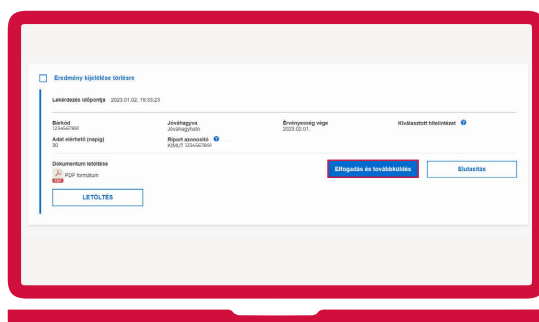 Eredmény kijelölése törlésre
Lekérdezés időpontja 2023.01.02. 19:33:23
Bárkód Jóváhagyva Érvényesség vége Kiválasztott hitelintézet ?
1234567891 Jóváhagyható 2023.02.01.
Adat elérhető (napig) Riport azonosító ?
30 KIMUT 1234567891
Dokumentum letöltése
PDF formátum
Elfogadás és továbbküldés Elutasítás
LETÖLTÉS